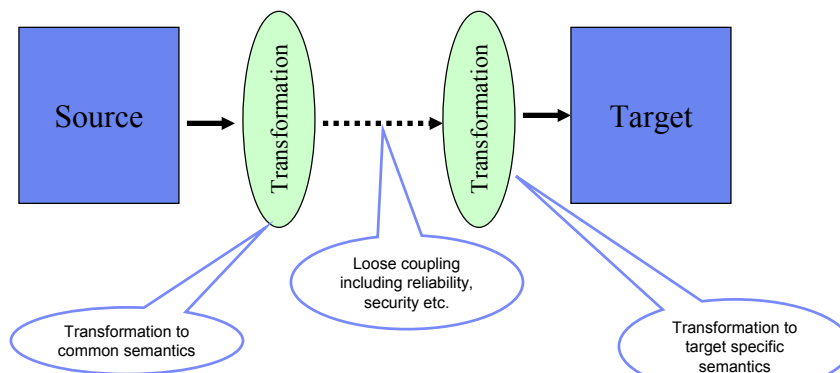 Source
Transformation
Transformation
Target
Loose coupling
including reliability,
security etc.
Transformation to
common semantics
Transformation to
target specific
semantics